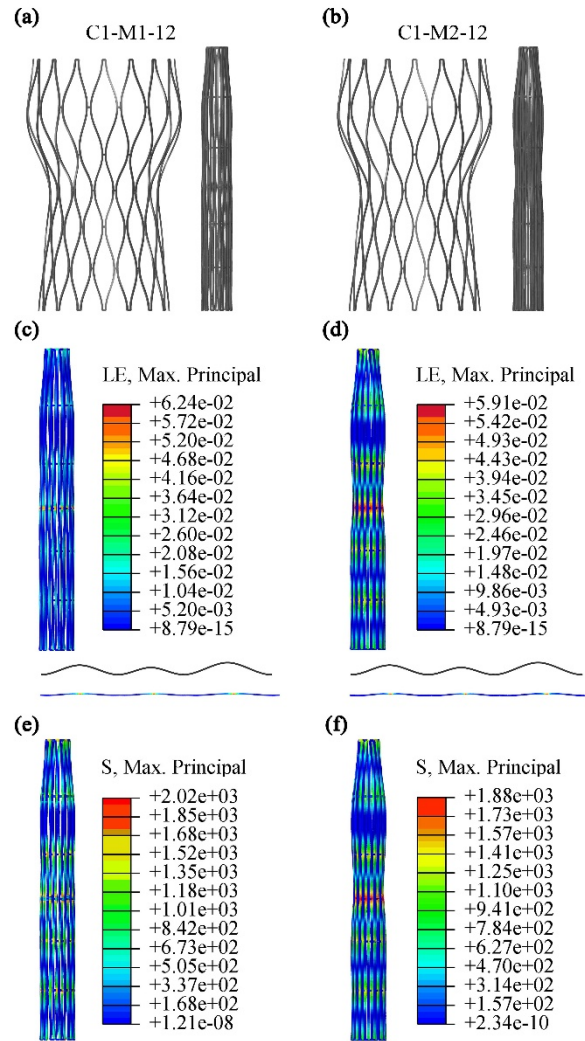 (a)
C1-M1-12
(b)
C1-M2-12
(c)
LE, Max. Principal
+6.24e-02
+5.72e-02
+5.20e-02
+4.68e-02
+4.16e-02
+3.64e-02
+3.12e-02
+2.60e-02
+2.08e-02
+1.56e-02
+1.04e-02
+5.20e-03
+8.79e-15
(d)
LE, Max. Principal
+5.91e-02
+5.42e-02
+4.93e-02
+4.43e-02
+3.94e-02
+3.45e-02
+2.96e-02
+2.46e-02
+1.97e-02
+1.48e-02
+9.86e-03
+4.93e-03
+8.79e-15
(e)
S, Max. Principal
+2.02e+03
+1.85e+03
+1.68e+03
+1.52e+03
+1.35e+03
+1.18e+03
+1.01e+03
+8.42e+02
+6.73e+02
+5.05e+02
+3.37e+02
+1.68e+02
+1.21e-08
(f)
S, Max. Principal
+1.88c+03
+1.73e+03
+1.57e+03
+1.41e+03
+1.25e+03
+1.10e+03
+9.41e+02
+7.84e+02
+6.27e+02
+4.70e+02
+3.14e+02
+1.57e+02
+2.34e-10